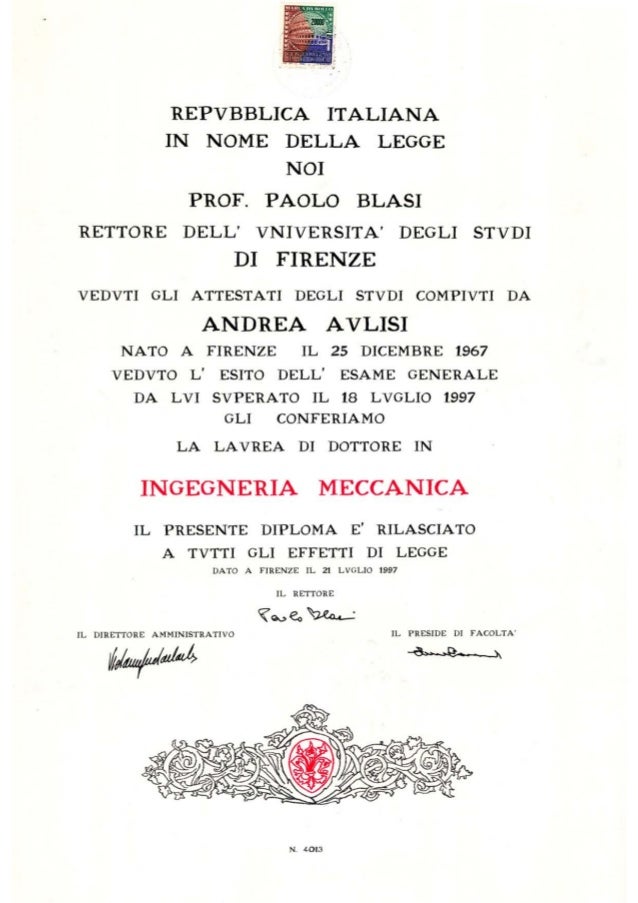 MARCA DA BOLLO
20000
REPVBBLICA ITALIANA
IN NOME DELLA LEGGE
NOI
PROF. PAOLO BLASI
RETTORE DELL' VNIVERSITA' DEGLI STVDI
DI FIRENZE
VEDVTI GLI ATTESTATI DEGLI STVDI COMPIVTI DA
ANDREA AVLISI
NATO A FIRENZE IL 25 DICEMBRE 1967
VEDVTO L' ESITO DELL' ESAME GENERALE
DA LVI SVPERATO IL 18 LVGLIO 1997
GLI CONFERIAMO
LA LAVREA DI DOTTORE IN
INGEGNERIA MECCANICA
IL PRESENTE DIPLOMA E' RILASCIATO
A TVTTI GLI EFFETTI DI LEGGE
DATO A FIRENZE IL 21 LVGLIO 1997
IL RETTORE
Paolo Blasi
IL DIRETTORE AMMINISTRATIVO
IL PRESIDE DI FACOLTA'
N. 4013